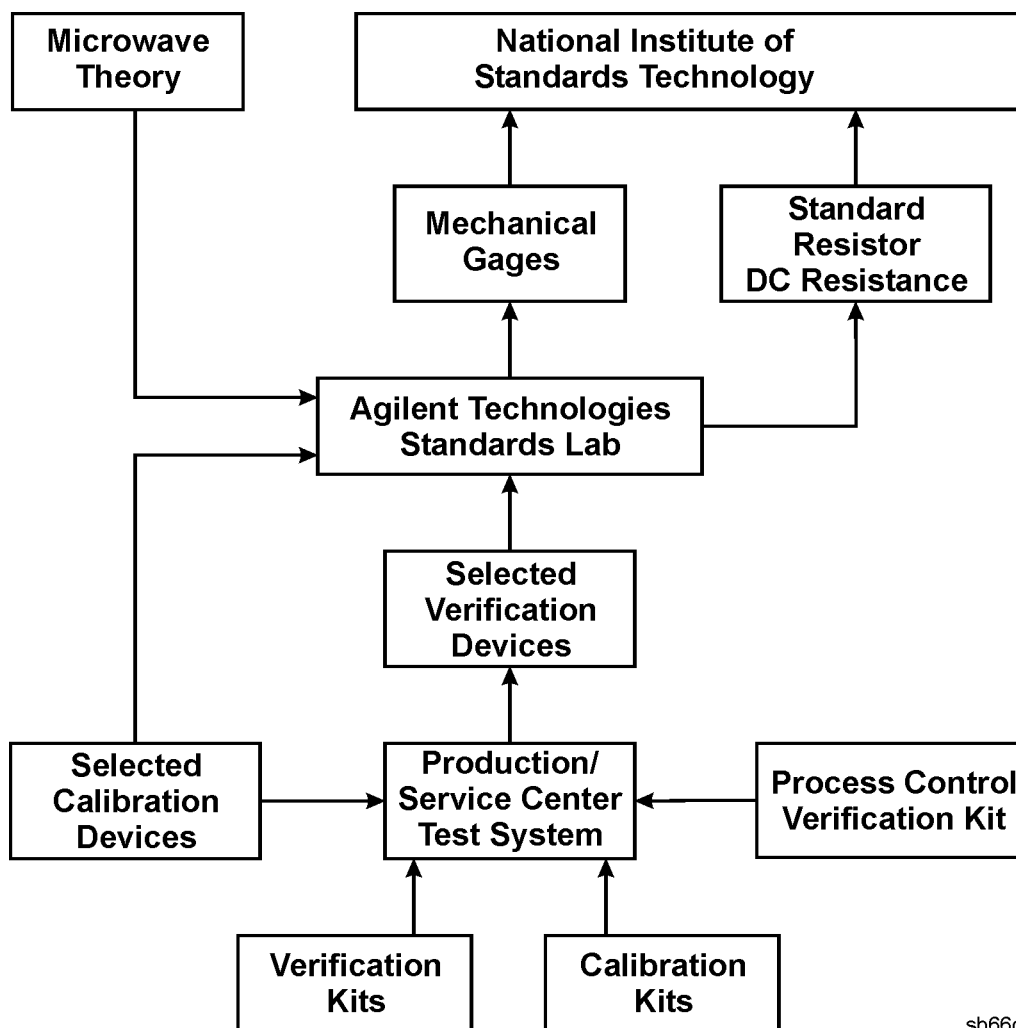 Microwave
Theory
National Institute of
Standards Technology
Mechanical
Gages
Standard
Resistor
DC Resistance
Agilent Technologies
Standards Lab
Selected
Verification
Devices
Selected
Calibration
Devices
Production/
Service Center
Test System
Process Control
Verification Kit
Verification
Kits
Calibration
Kits